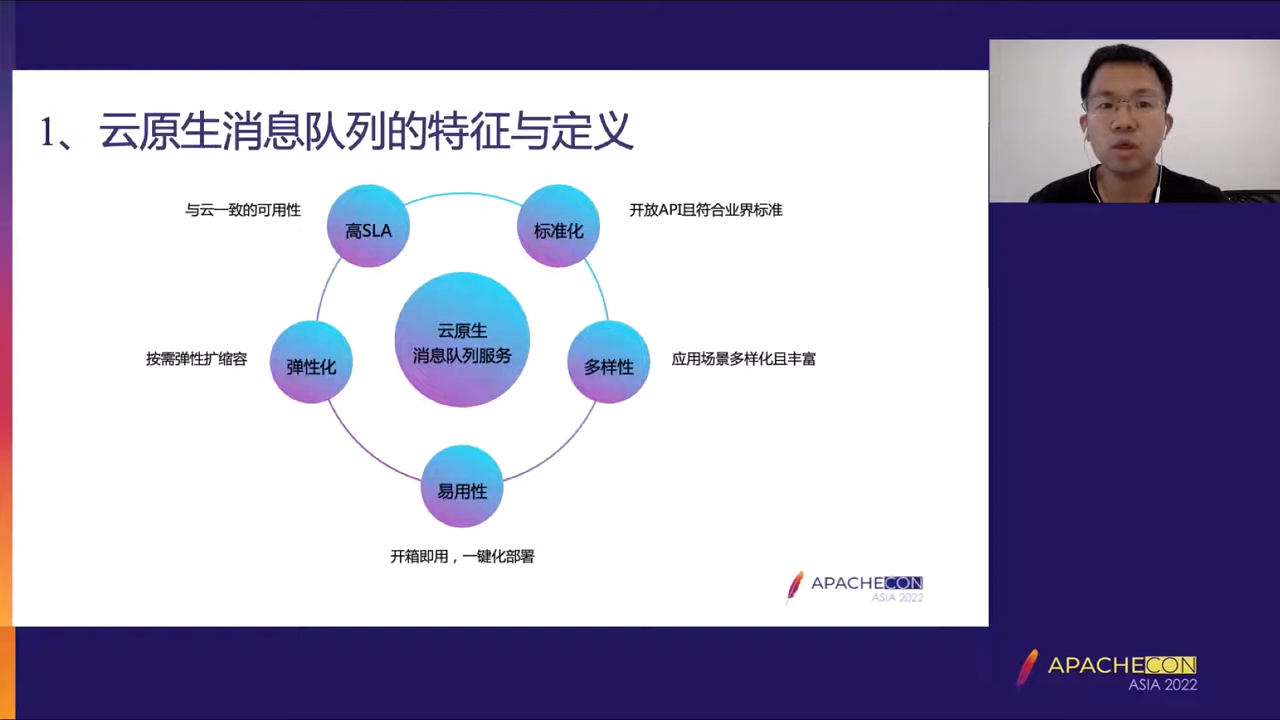 1、云原生消息队列的特征与定义
与云一致的可用性
高SLA
标准化
开放API且符合业界标准
云原生
消息队列服务
按需弹性扩缩容
弹性化
多样性
应用场景多样化且丰富
易用性
开箱即用，一键化部署
APACHECON
ASIA 2022
APACHECON
ASIA 2022